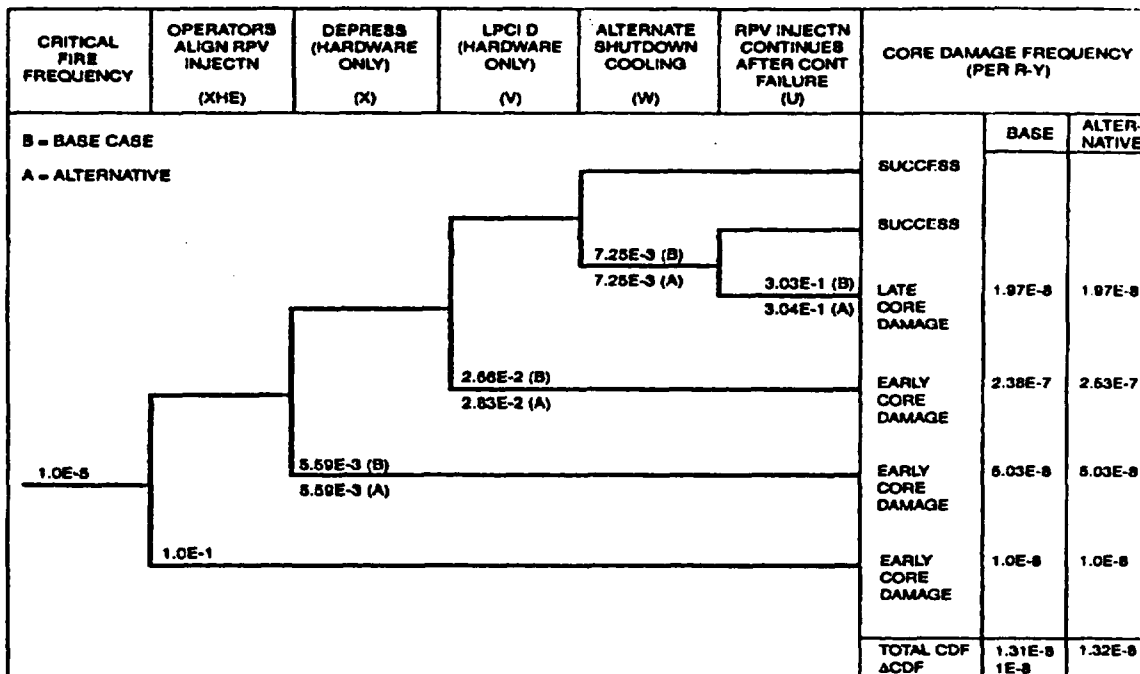 CRITICAL
FIRE
FREQUENCY
OPERATORS
ALIGN RPV
INJECTN
(XHE)
DEPRESS
(HARDWARE
ONLY)
(X)
LPCI D
(HARDWARE
ONLY)
(V)
ALTERNATE
SHUTDOWN
COOLING
(W)
RPV INJECTN
CONTINUES
AFTER CONT
FAILURE
(U)
CORE DAMAGE FREQUENCY
(PER R-Y)
B = BASE CASE
A = ALTERNATIVE
BASE
ALTER-
NATIVE
SUCCESS
SUCCESS
7.25E-3 (B)
7.25E-3 (A)
3.03E-1 (B)
3.04E-1 (A)
LATE
CORE
DAMAGE
1.97E-8
1.97E-8
2.66E-2 (B)
2.83E-2 (A)
EARLY
CORE
DAMAGE
2.38E-7
2.53E-7
1.0E-5
5.59E-3 (B)
5.59E-3 (A)
EARLY
CORE
DAMAGE
5.03E-8
5.03E-8
1.0E-1
EARLY
CORE
DAMAGE
1.0E-6
1.0E-6
TOTAL CDF
1.31E-6
1.32E-6
ΔCDF
1E-8